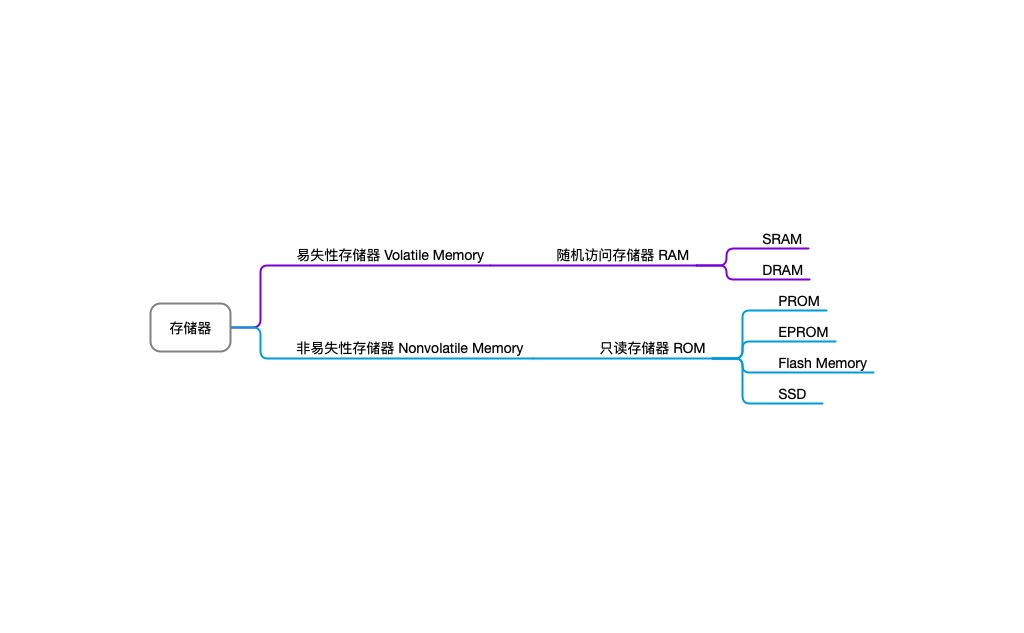 存储器
易失性存储器 Volatile Memory
随机访问存储器 RAM
SRAM
DRAM
非易失性存储器 Nonvolatile Memory
只读存储器 ROM
PROM
EPROM
Flash Memory
SSD